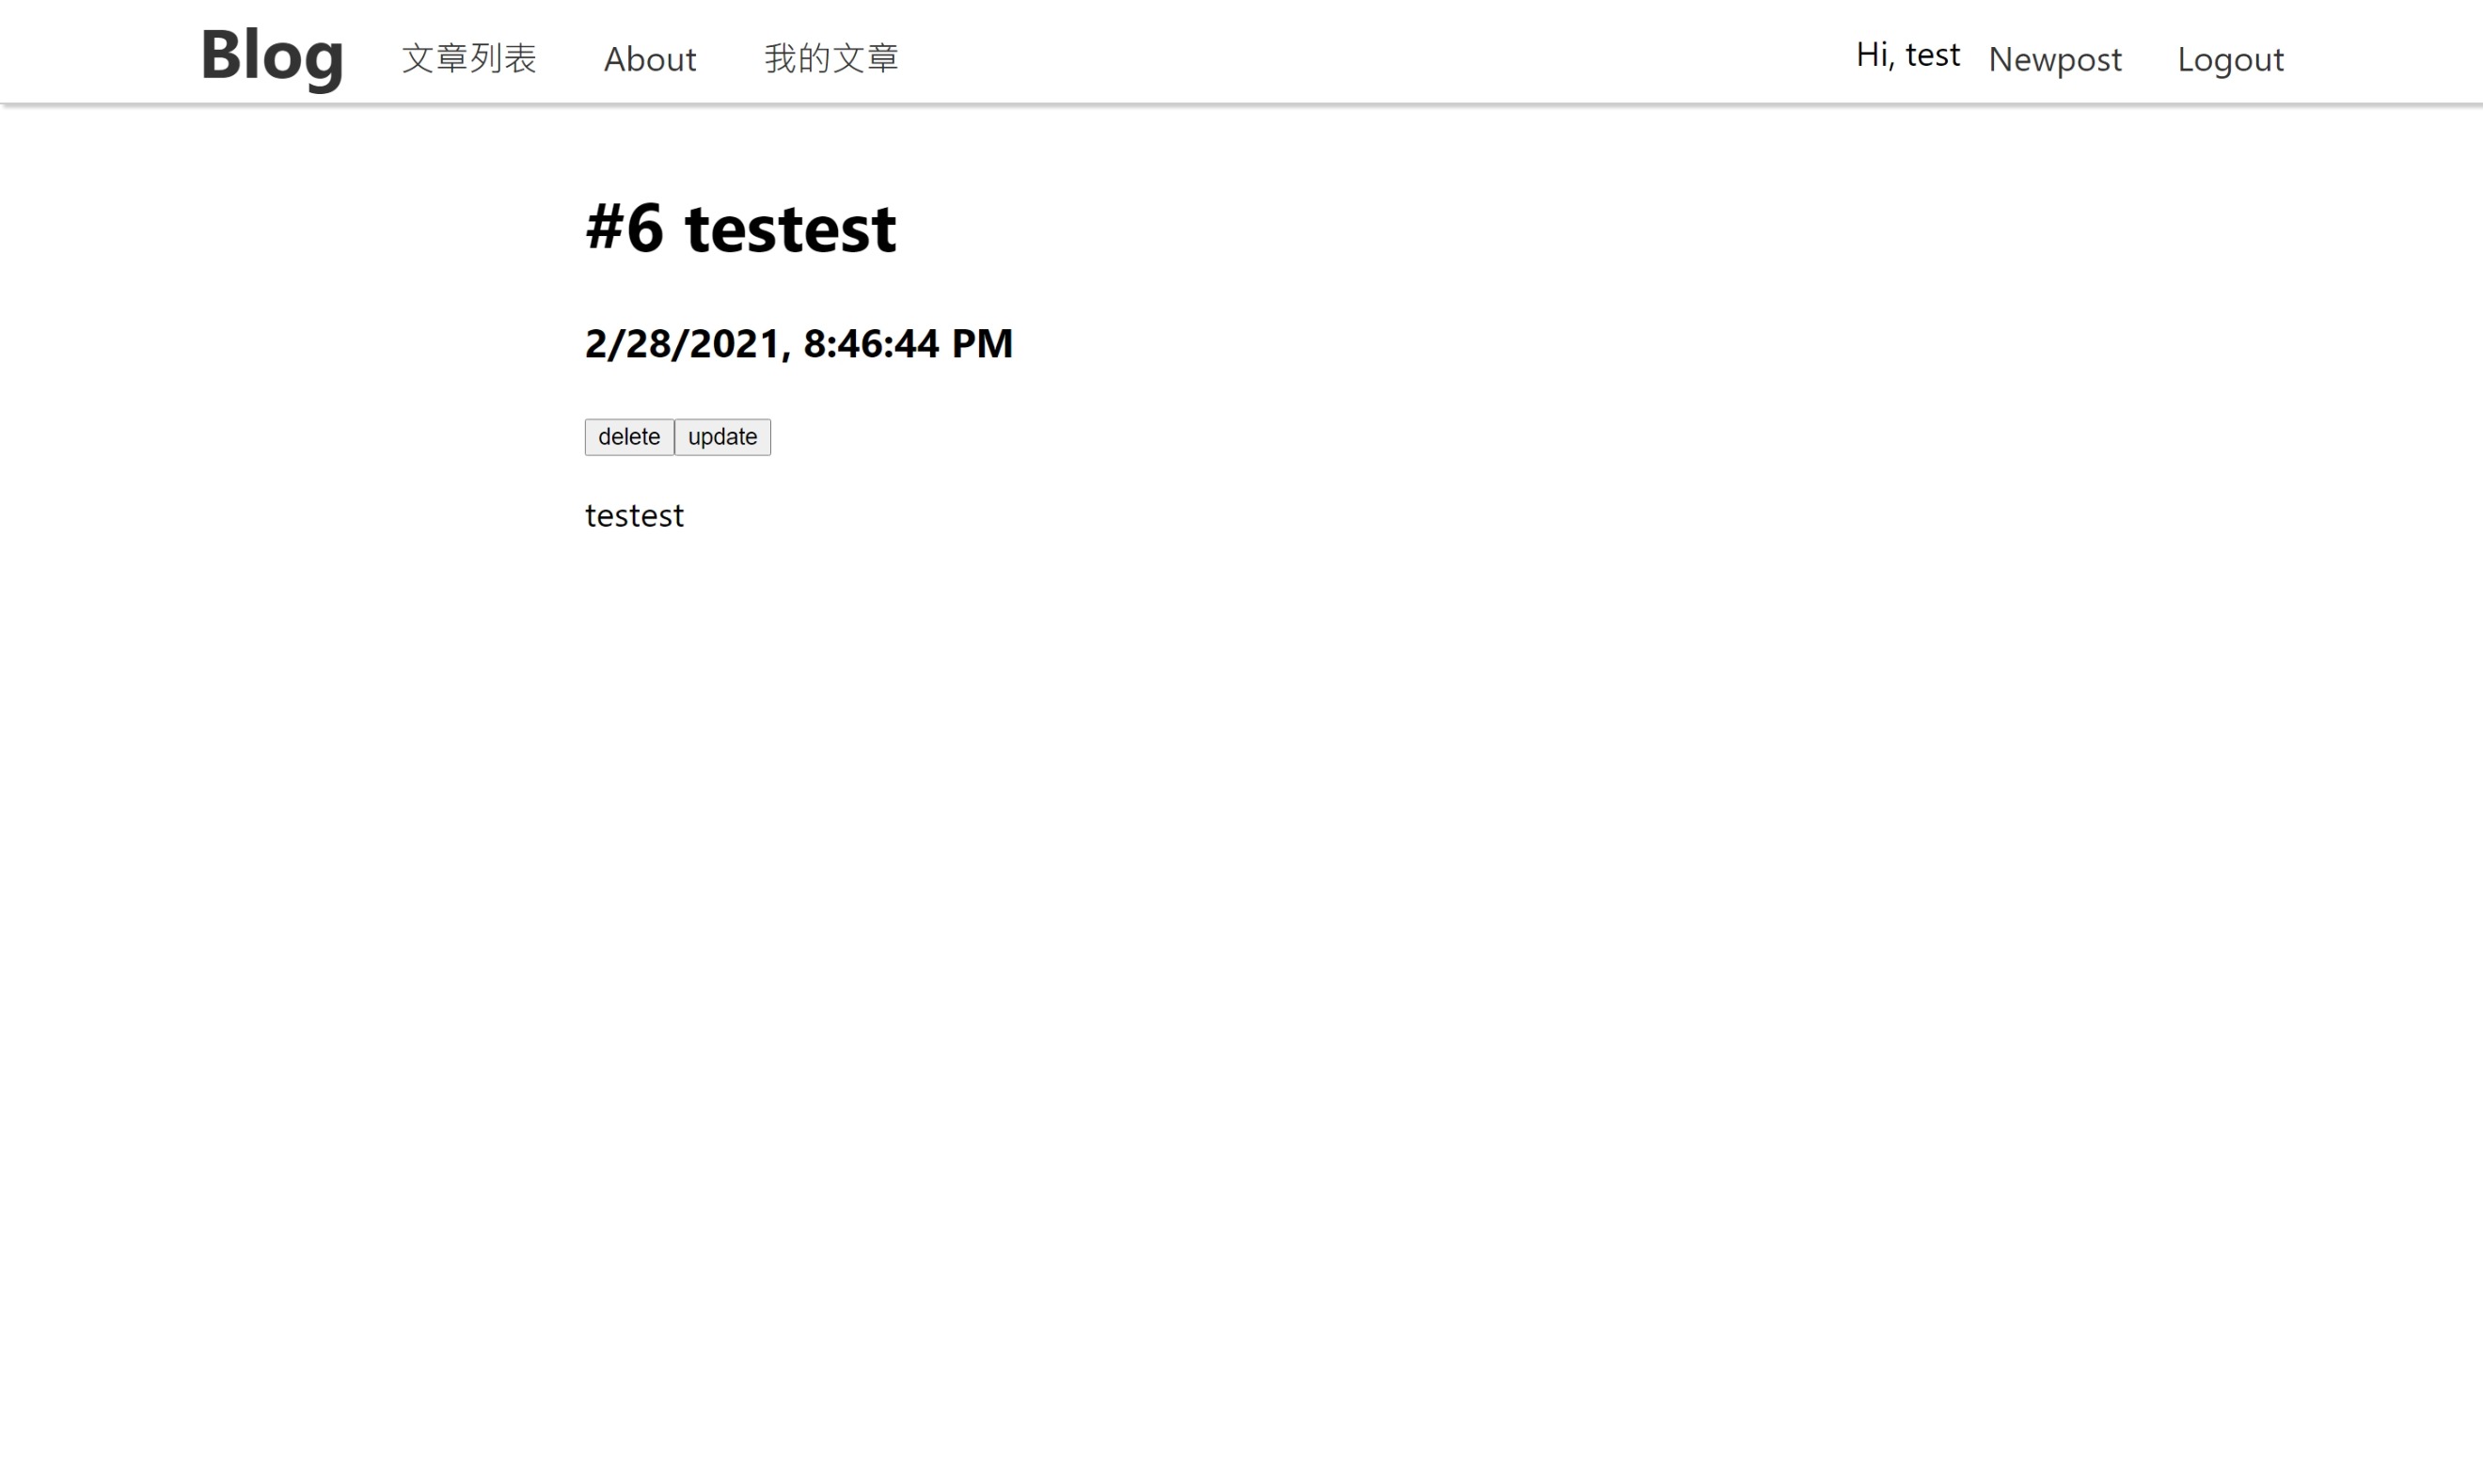 Blog 文章列表 About 我的文章 Hi, test Newpost Logout
#6 testest
2/28/2021, 8:46:44 PM
delete update
testest